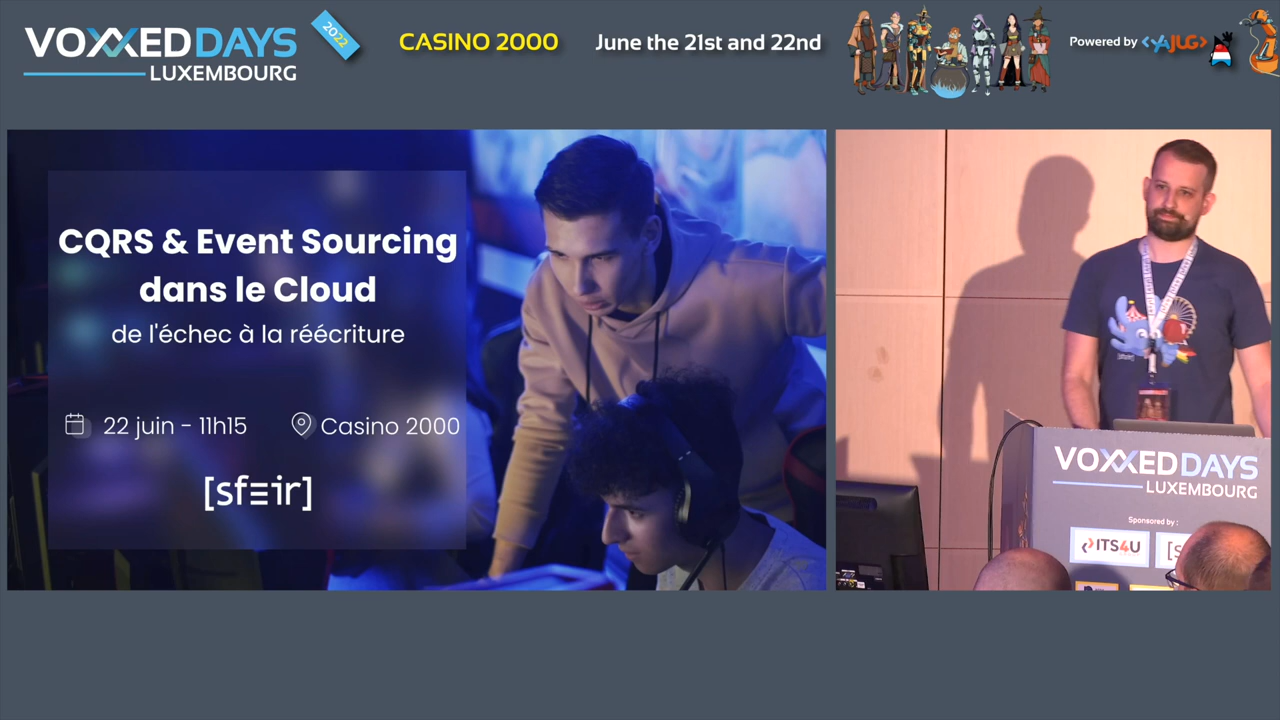 VOXXEDDAYS
LUXEMBOURG
2022
CASINO 2000
June the 21st and 22nd
Powered by <YAJUG>
CQRS & Event Sourcing
dans le Cloud
de l'échec à la réécriture
22 juin - 11h15
Casino 2000
[sfeir]
VOXXEDDAYS
LUXEMBOURG
Sponsored by :
ITS4U